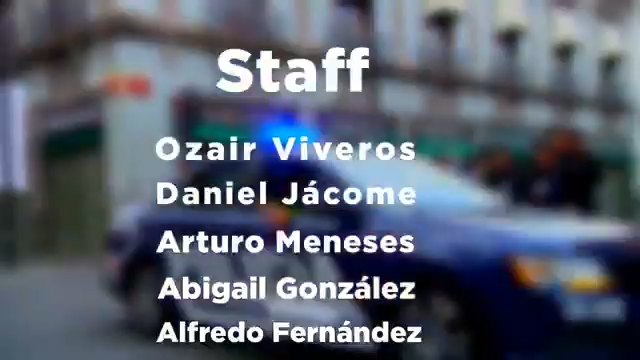 Staff
Ozair Viveros
Daniel Jácome
Arturo Meneses
Abigail González
Alfredo Fernández